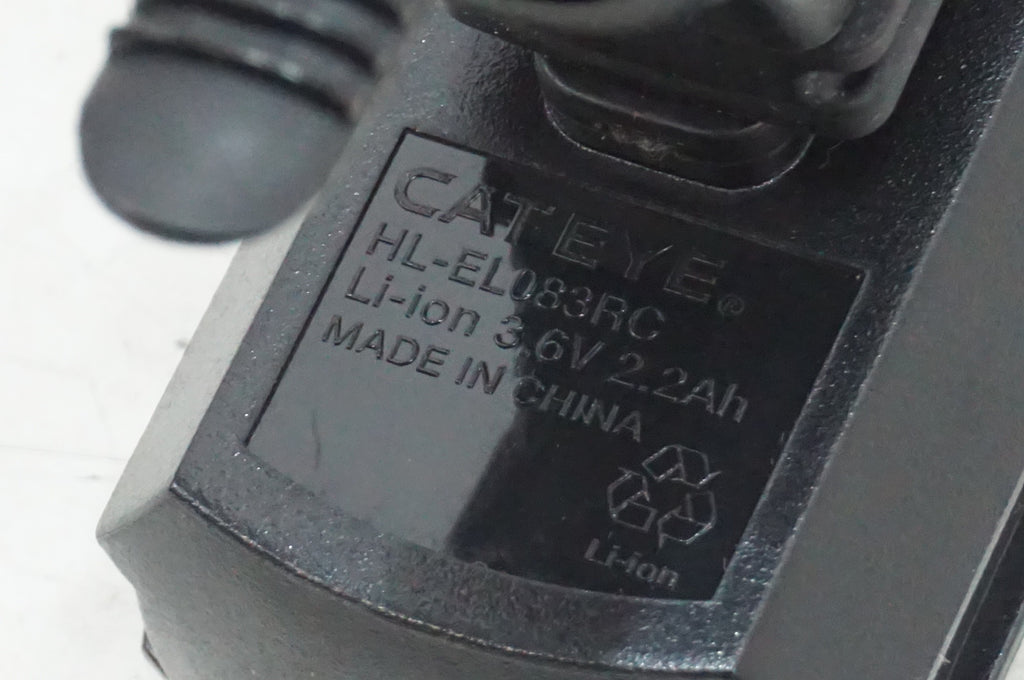 CATEYE®
HL-EL083RC
Li-ion 3.6V 2.2Ah
MADE IN CHINA
Li-ion